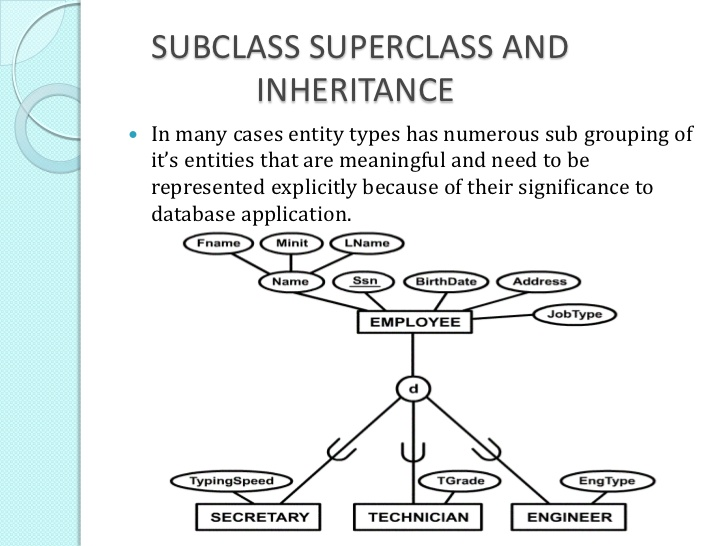 SUBCLASS SUPERCLASS AND
INHERITANCE
In many cases entity types has numerous sub grouping of
it’s entities that are meaningful and need to be
represented explicitly because of their significance to
database application.
Fname Minit LName
Name Ssn BirthDate Address
JobType
EMPLOYEE
d
TypingSpeed TGrade EngType
SECRETARY TECHNICIAN ENGINEER